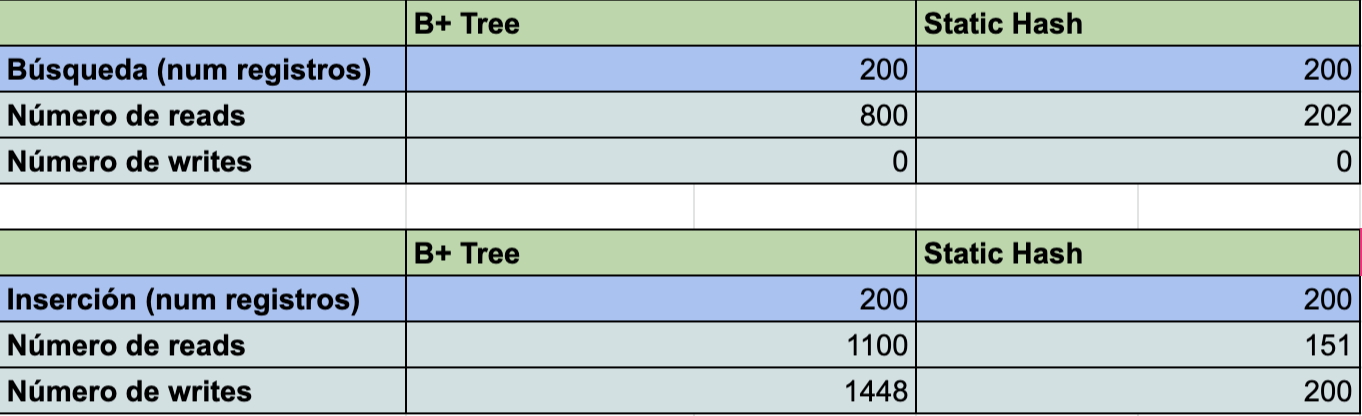 B+ Tree Static Hash
Búsqueda (num registros) 200 200
Número de reads 800 202
Número de writes 0 0
B+ Tree Static Hash
Inserción (num registros) 200 200
Número de reads 1100 151
Número de writes 1448 200